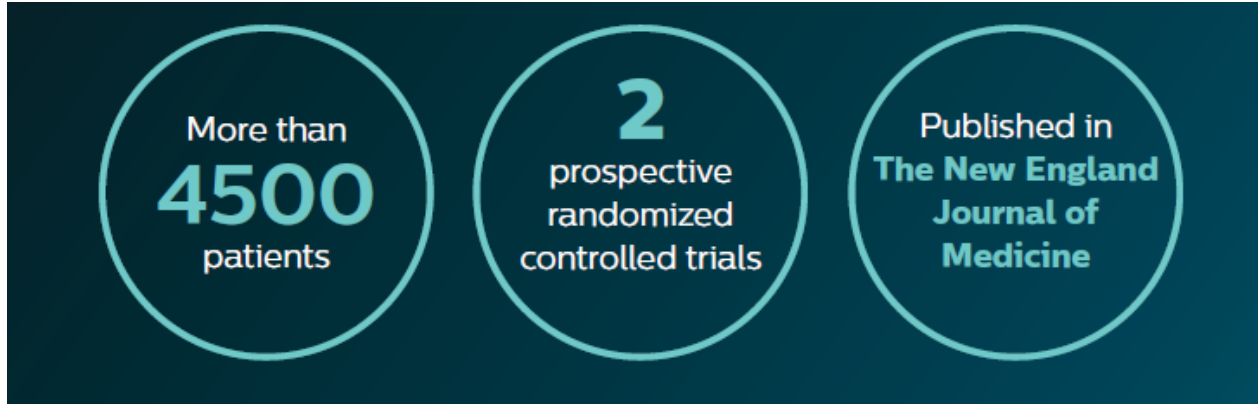 More than
4500
patients
2
prospective
randomized
controlled trials
Published in
The New England
Journal of
Medicine